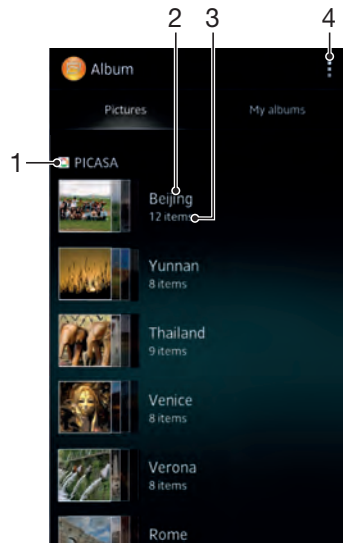 2 3 4
Album
Pictures My albums
1 PICASA
Beijing
12 items
Yunnan
8 items
Thailand
9 items
Venice
8 items
Verona
8 items
Rome